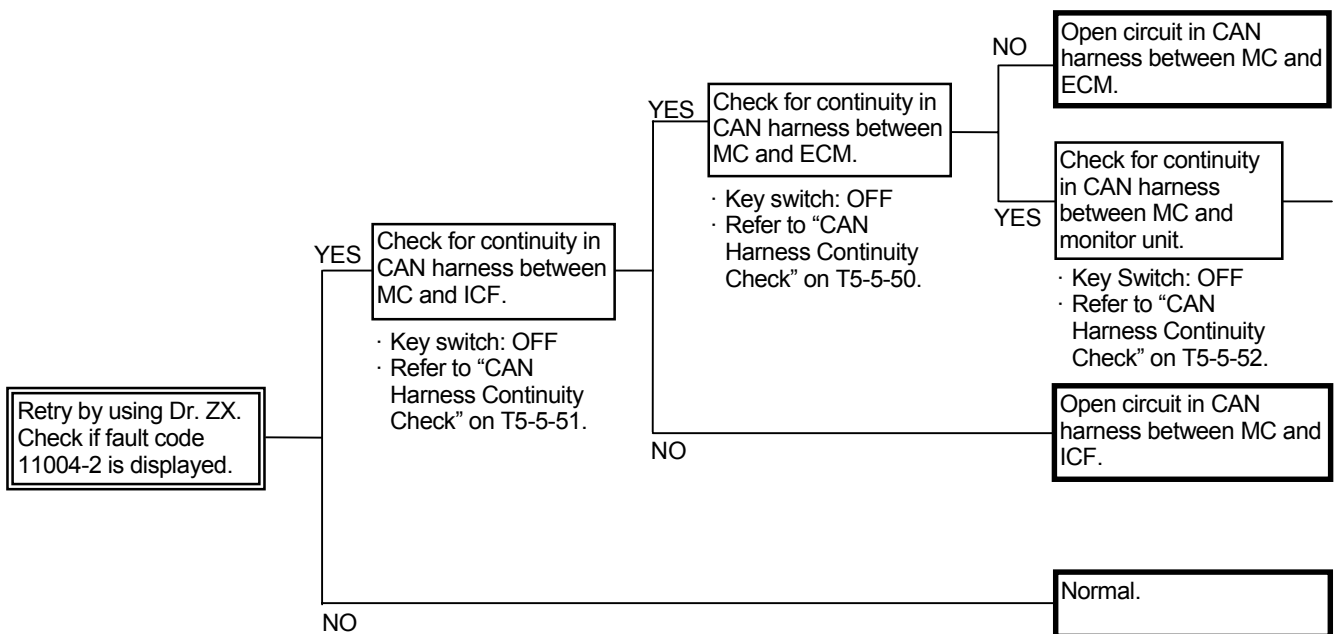 Retry by using Dr. ZX.
Check if fault code
11004-2 is displayed.
YES
Check for continuity in
CAN harness between
MC and ICF.
· Key switch: OFF
· Refer to “CAN
Harness Continuity
Check” on T5-5-51.
YES
Check for continuity in
CAN harness between
MC and ECM.
· Key switch: OFF
· Refer to “CAN
Harness Continuity
Check” on T5-5-50.
NO
Open circuit in CAN
harness between MC and
ECM.
YES
Check for continuity
in CAN harness
between MC and
monitor unit.
· Key Switch: OFF
· Refer to “CAN
Harness Continuity
Check” on T5-5-52.
NO
Open circuit in CAN
harness between MC and
ICF.
NO
Normal.